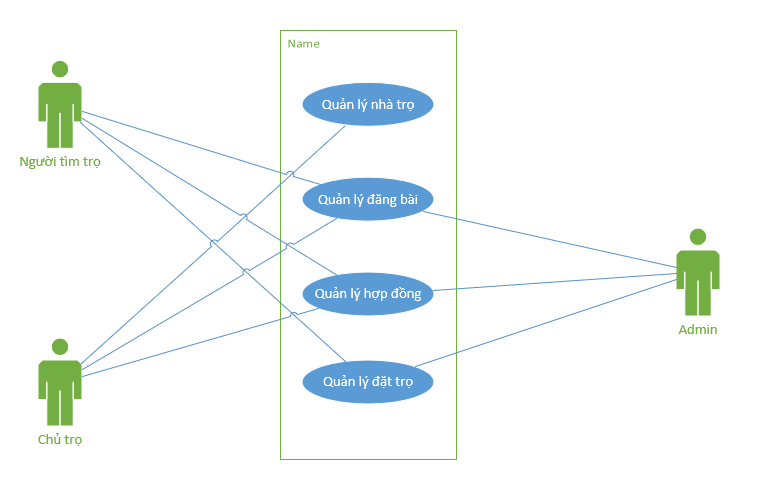 Name
Quản lý nhà trọ
Người tìm trọ
Quản lý đăng bài
Quản lý hợp đồng
Admin
Quản lý đặt trọ
Chủ trọ